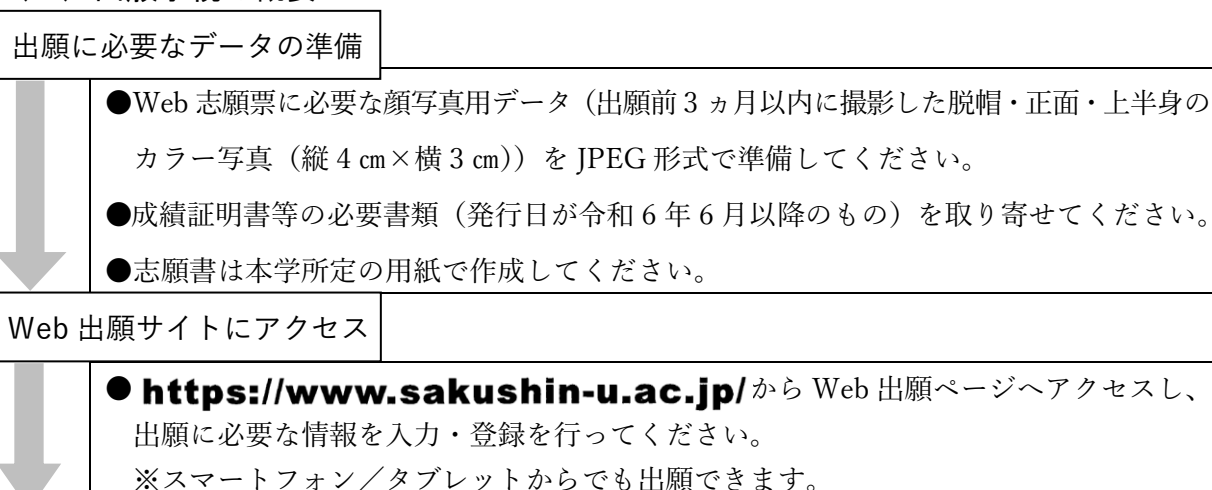 出願に必要なデータの準備
●Web 志願票に必要な顔写真用データ（出願前３ヵ月以内に撮影した脱帽・正面・上半身の
カラー写真（縦４㎝×横３㎝））を JPEG 形式で準備してください。
●成績証明書等の必要書類（発行日が令和６年６月以降のもの）を取り寄せてください。
●志願書は本学所定の用紙で作成してください。
Web 出願サイトにアクセス
● https://www.sakushin-u.ac.jp/から Web 出願ページへアクセスし、
出願に必要な情報を入力・登録を行ってください。
※スマートフォン／タブレットからでも出願できます。